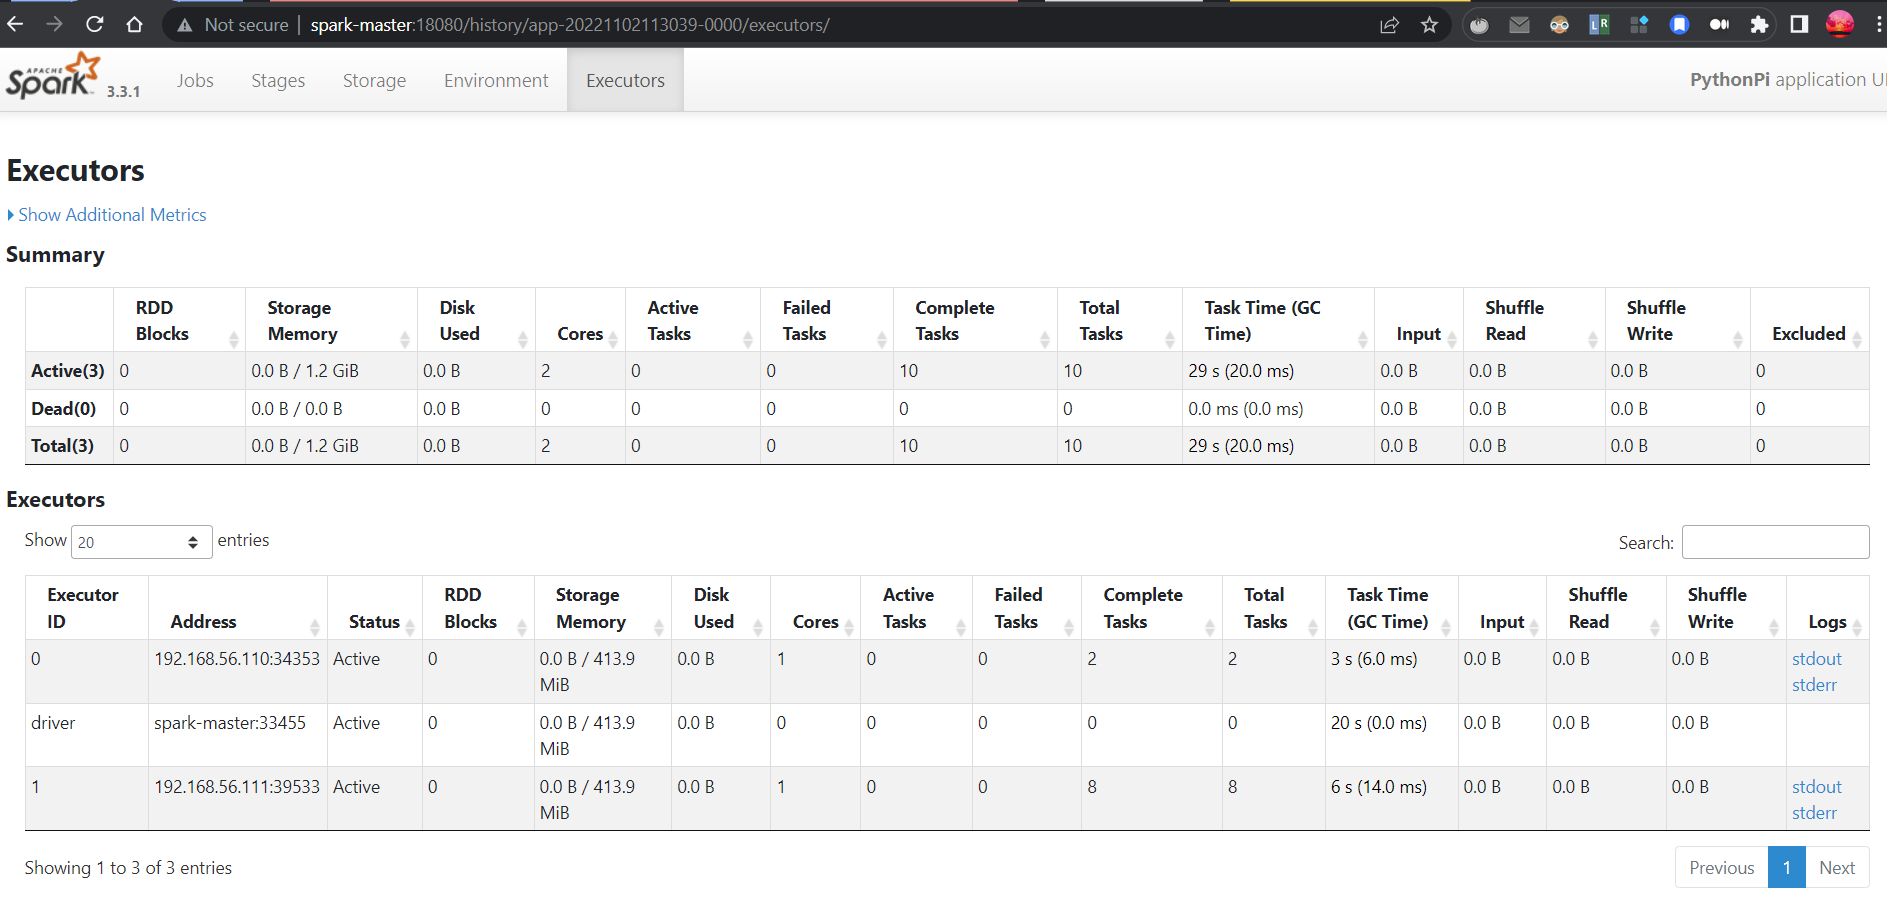 Not secure | spark-master:18080/history/app-20221102113039-0000/executors/
APACHE Spark 3.3.1 Jobs Stages Storage Environment Executors PythonPi application UI
Executors
Show Additional Metrics
Summary
RDD Blocks Storage Memory Disk Used Cores Active Tasks Failed Tasks Complete Tasks Total Tasks Task Time (GC Time) Input Shuffle Read Shuffle Write Excluded
Active(3) 0 0.0 B / 1.2 GiB 0.0 B 2 0 0 10 10 29 s (20.0 ms) 0.0 B 0.0 B 0.0 B 0
Dead(0) 0 0.0 B / 0.0 B 0.0 B 0 0 0 0 0 0.0 ms (0.0 ms) 0.0 B 0.0 B 0.0 B 0
Total(3) 0 0.0 B / 1.2 GiB 0.0 B 2 0 0 10 10 29 s (20.0 ms) 0.0 B 0.0 B 0.0 B 0
Executors
Show 20 entries Search:
Executor ID Address Status RDD Blocks Storage Memory Disk Used Cores Active Tasks Failed Tasks Complete Tasks Total Tasks Task Time (GC Time) Input Shuffle Read Shuffle Write Logs
0 192.168.56.110:34353 Active 0 0.0 B / 413.9 MiB 0.0 B 1 0 0 2 2 3 s (6.0 ms) 0.0 B 0.0 B 0.0 B stdout stderr
driver spark-master:33455 Active 0 0.0 B / 413.9 MiB 0.0 B 0 0 0 0 0 20 s (0.0 ms) 0.0 B 0.0 B 0.0 B
1 192.168.56.111:39533 Active 0 0.0 B / 413.9 MiB 0.0 B 1 0 0 8 8 6 s (14.0 ms) 0.0 B 0.0 B 0.0 B stdout stderr
Showing 1 to 3 of 3 entries Previous 1 Next